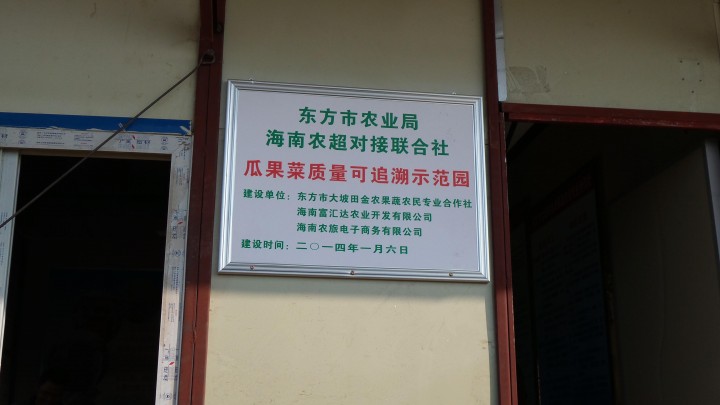 东方市农业局
海南农超对接联合社
瓜果菜质量可追溯示范园
建设单位：东方市大坡田金农果蔬农民专业合作社
海南富汇达农业开发有限公司
海南农旅电子商务有限公司
建设时间：二〇一四年一月六日